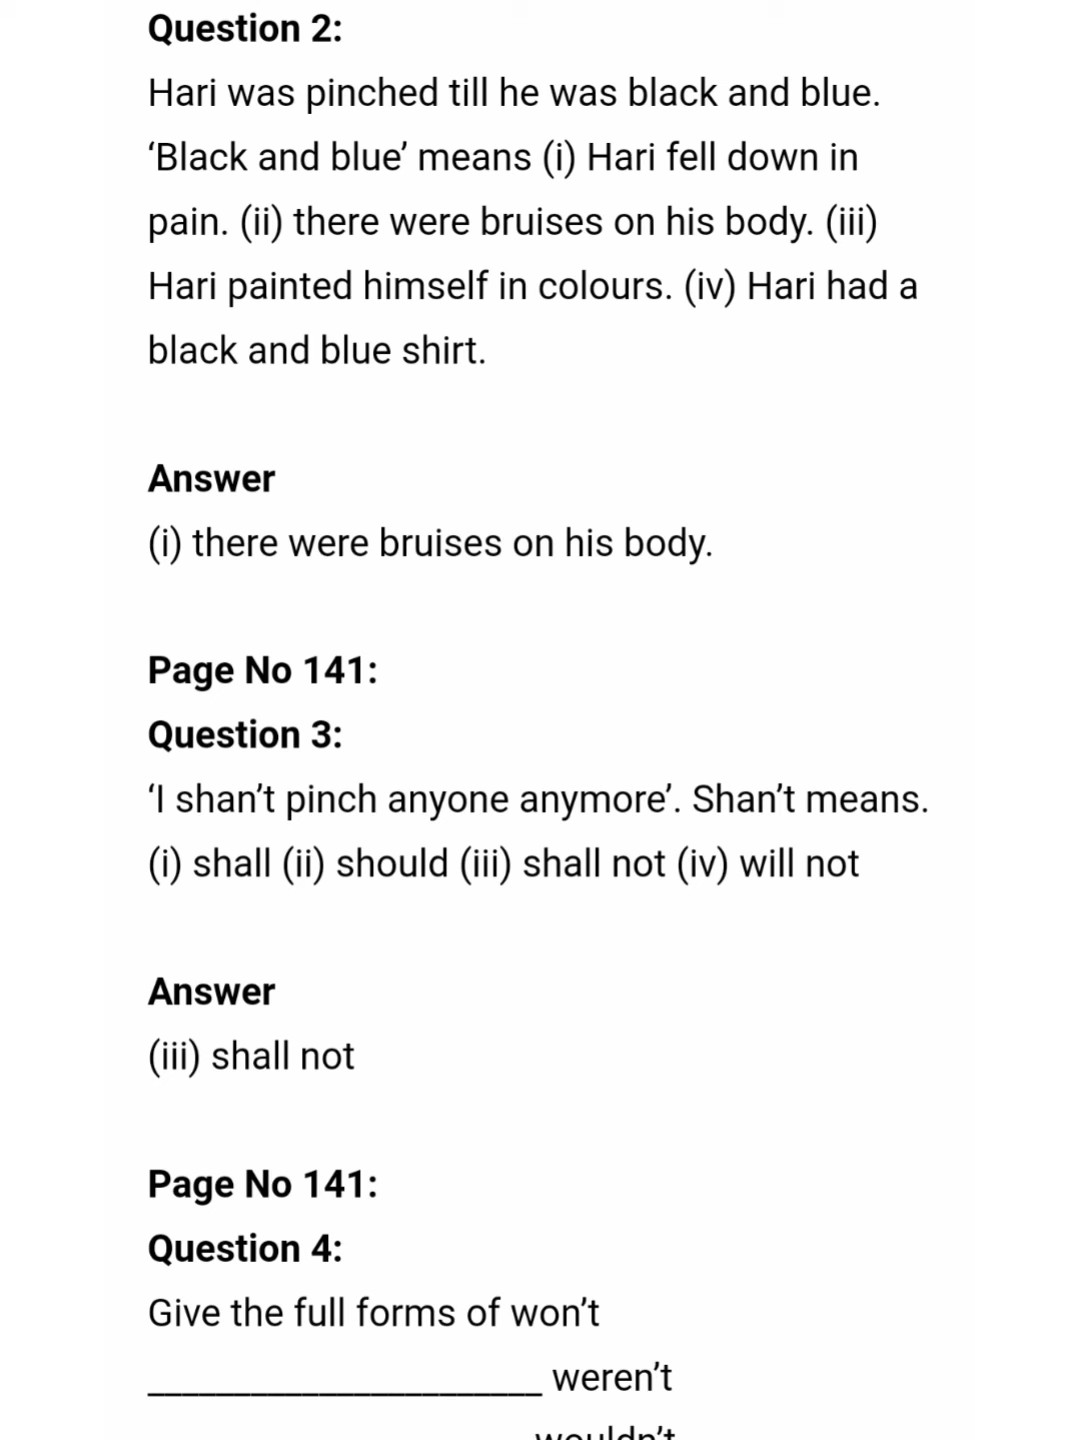 Question 2:
Hari was pinched till he was black and blue.
‘Black and blue’ means (i) Hari fell down in
pain. (ii) there were bruises on his body. (iii)
Hari painted himself in colours. (iv) Hari had a
black and blue shirt.
Answer
(i) there were bruises on his body.
Page No 141:
Question 3:
‘I shan’t pinch anyone anymore’. Shan’t means.
(i) shall (ii) should (iii) shall not (iv) will not
Answer
(iii) shall not
Page No 141:
Question 4:
Give the full forms of won’t
______________________ weren’t
wouldn’t